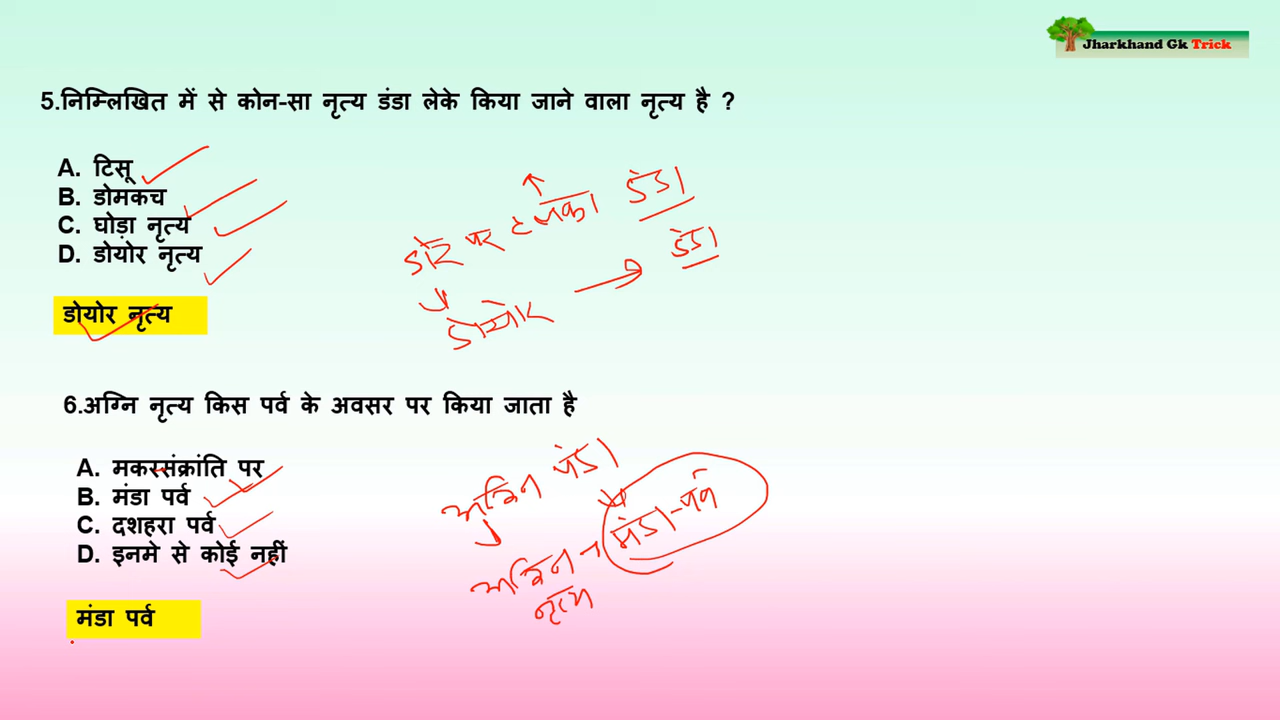 Jharkhand Gk Trick
5.निम्लिखित में से कोन-सा नृत्य डंडा लेके किया जाने वाला नृत्य है ?
A. टिसू
B. डोमकच
C. घोड़ा नृत्य
D. डोयोर नृत्य
डोयोर नृत्य
डोर पर डंडा
डंडा
डोयोर
6.अग्नि नृत्य किस पर्व के अवसर पर किया जाता है
A. मकरसंक्रांति पर
B. मंडा पर्व
C. दशहरा पर्व
D. इनमे से कोई नहीं
मंडा पर्व
मंडा-पर्व
नृत्य